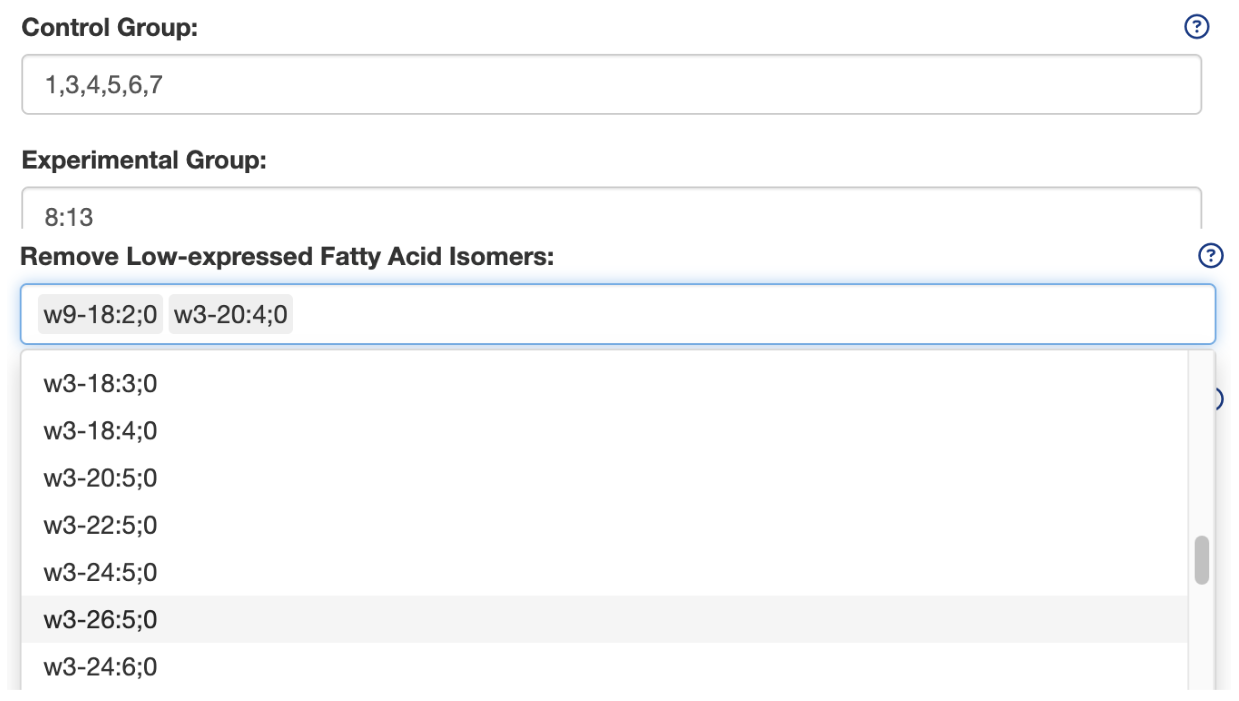 Control Group:
?
1,3,4,5,6,7
Experimental Group:
8:13
Remove Low-expressed Fatty Acid Isomers:
?
w9-18:2;0 w3-20:4;0
w3-18:3;0
w3-18:4;0
w3-20:5;0
w3-22:5;0
w3-24:5;0
w3-26:5;0
w3-24:6;0